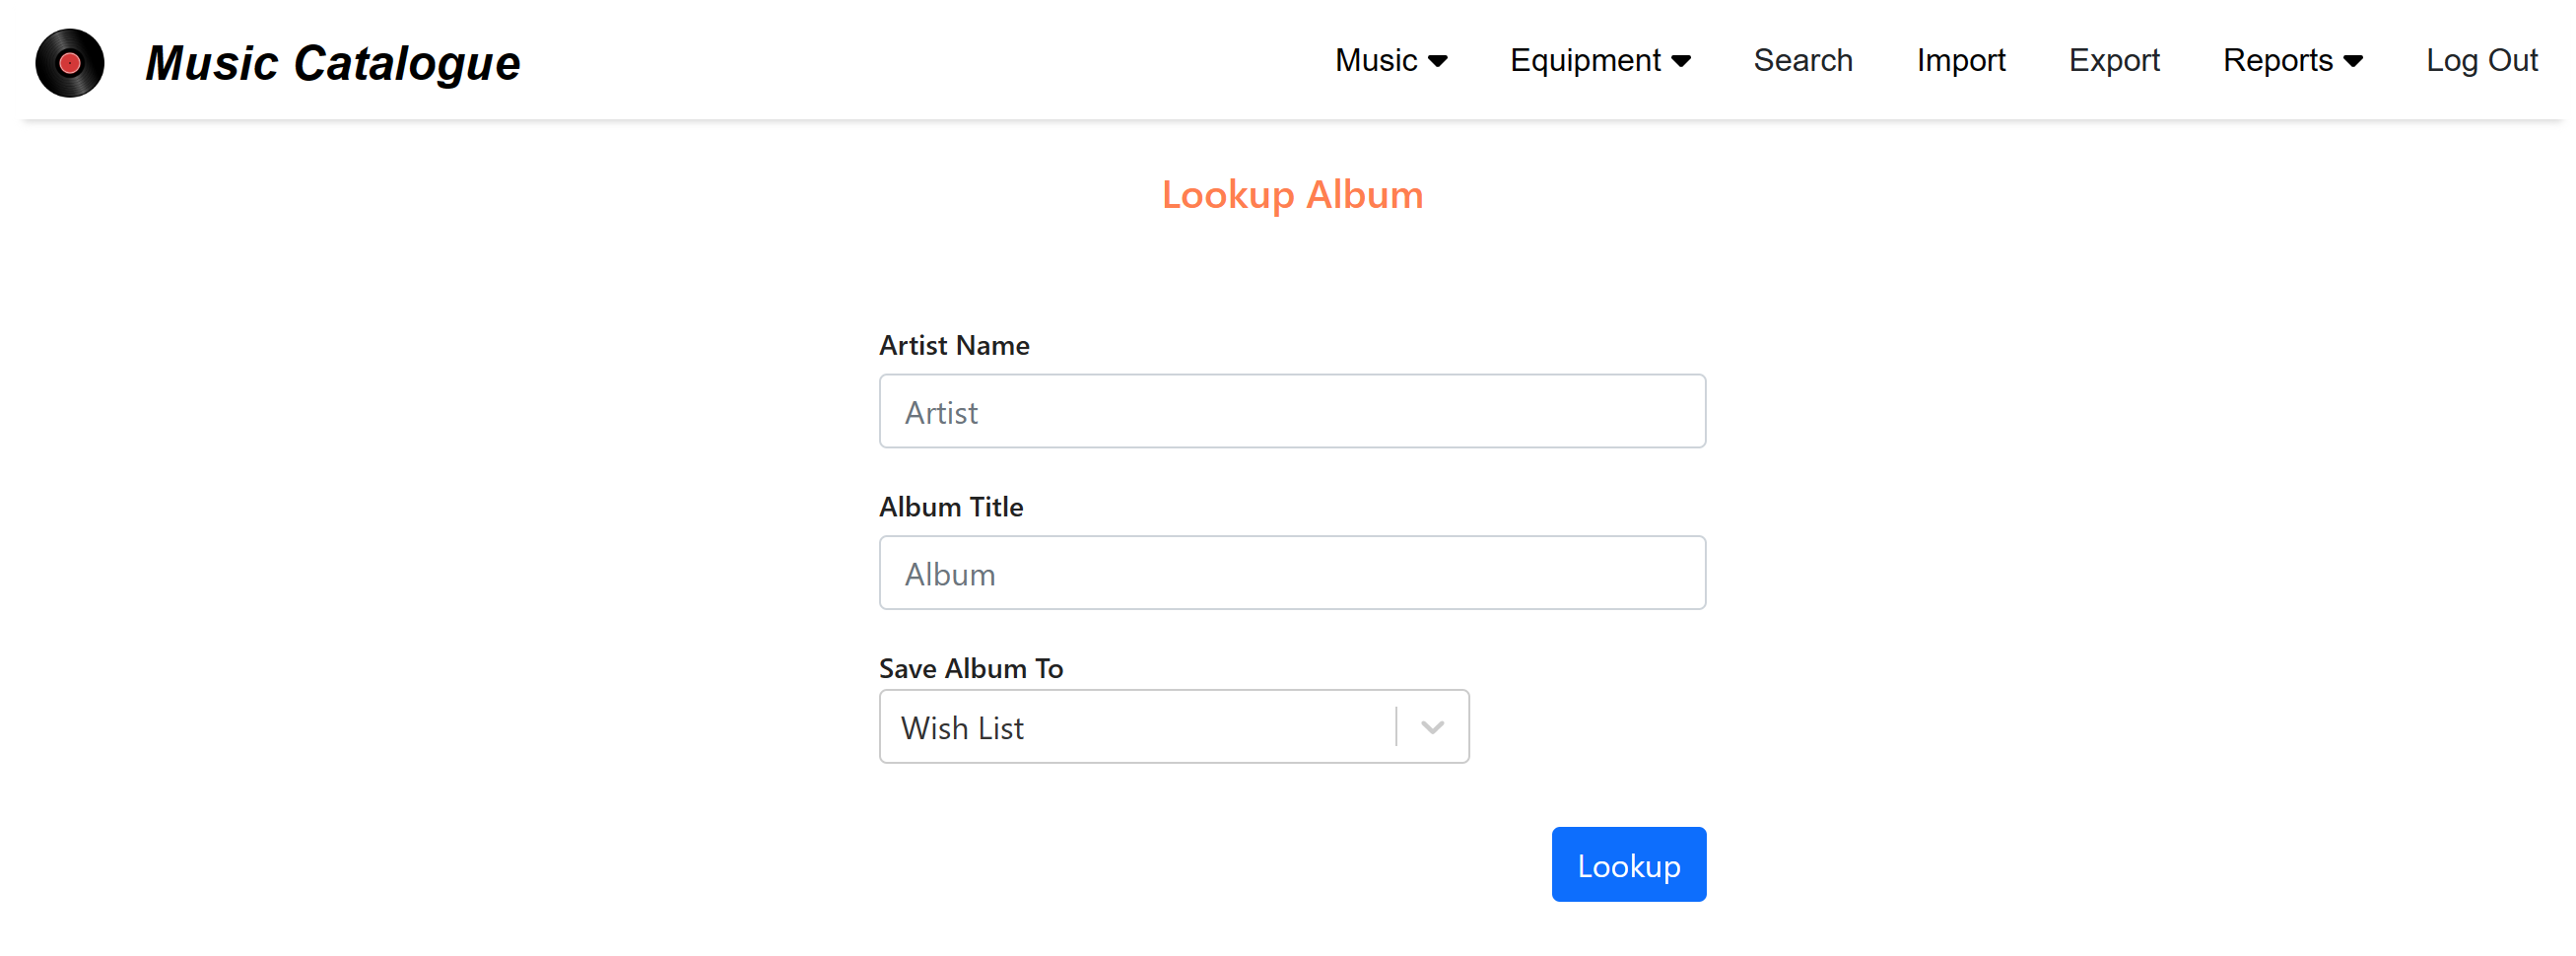 Music Catalogue Music Equipment Search Import Export Reports Log Out
Lookup Album
Artist Name
Artist
Album Title
Album
Save Album To
Wish List
Lookup